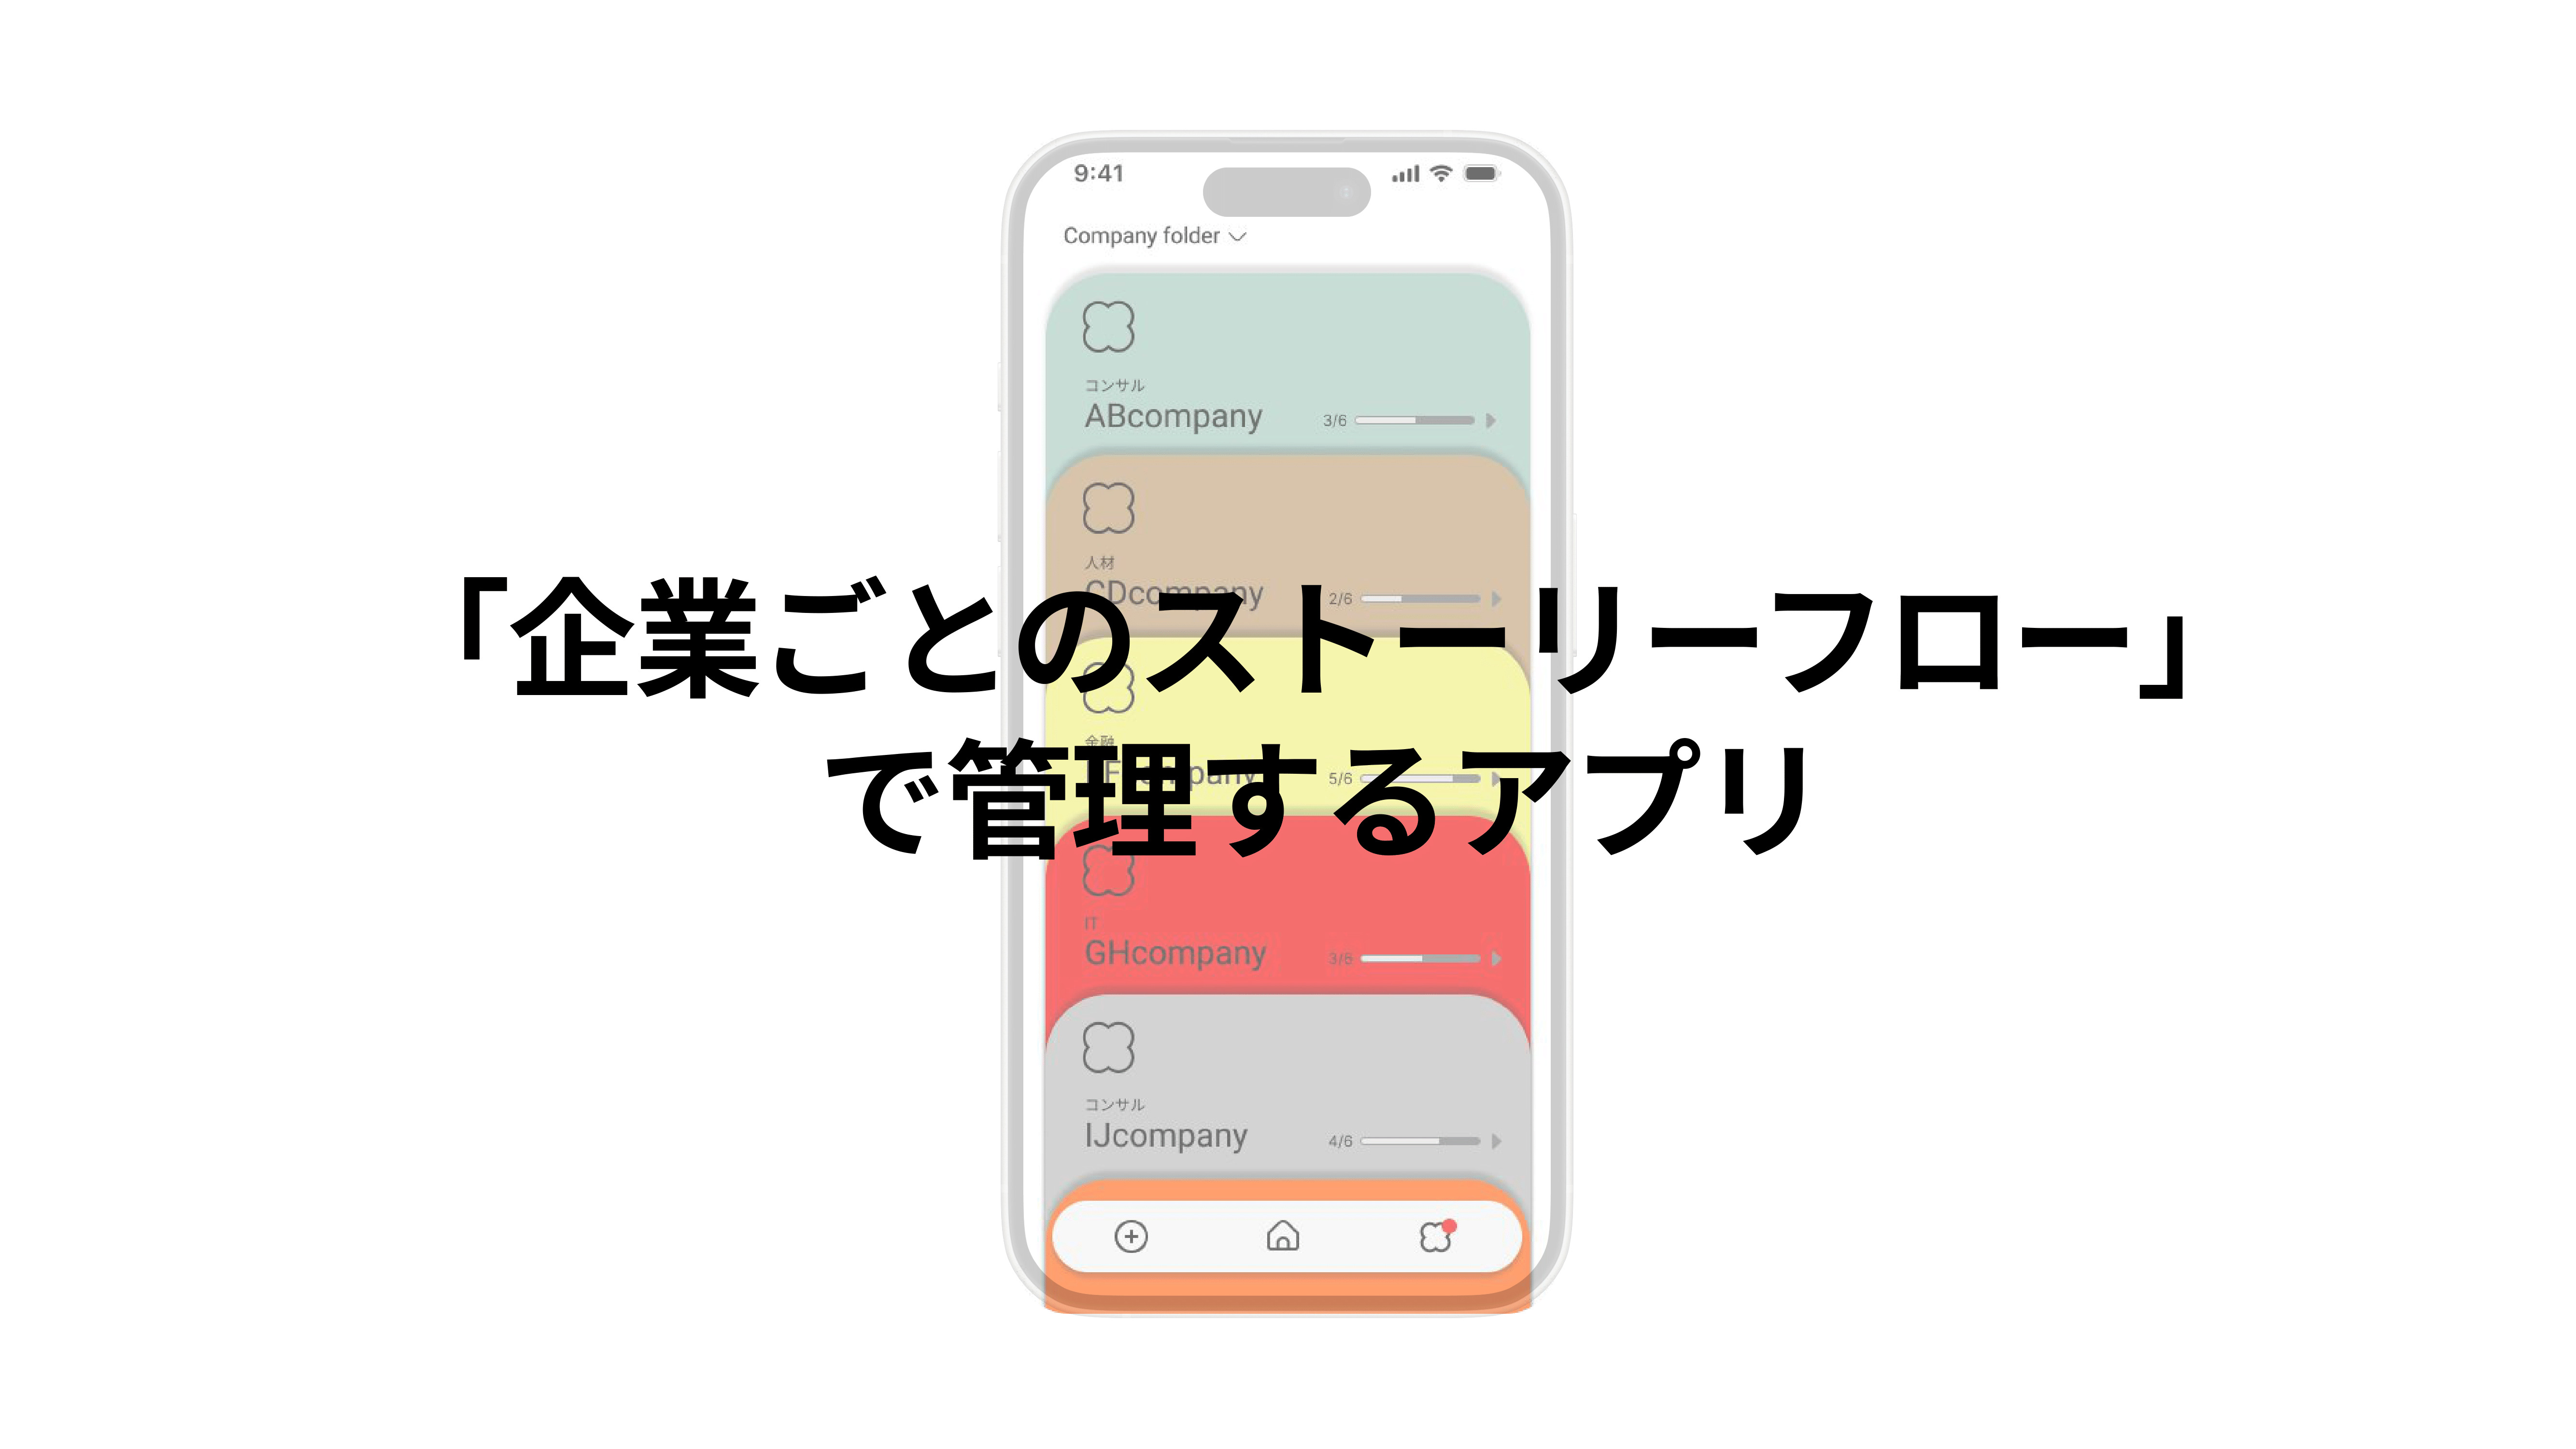 9:41
Company folder
コンサル
ABcompany
3/6
人材
CDcompany
2/6
「企業ごとのストーリーフロー」
金融
5/6
で管理するアプリ
IT
GHcompany
3/6
コンサル
IJcompany
4/6